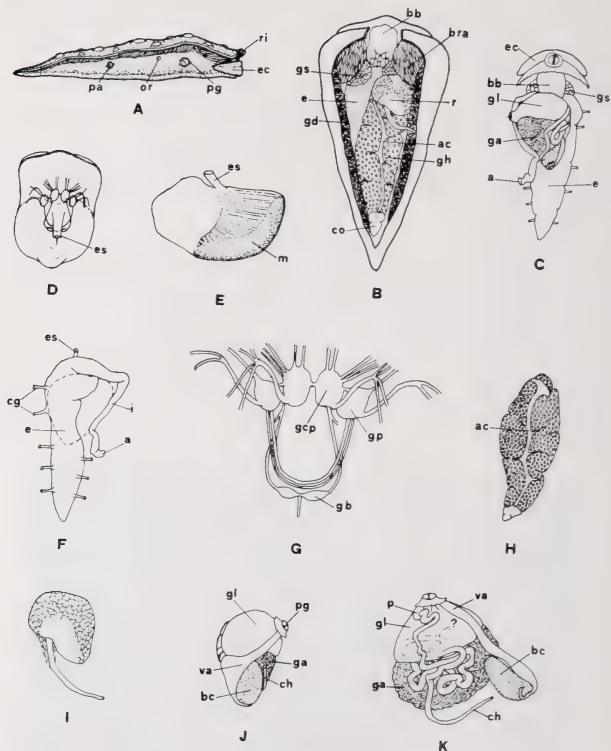 ri
ec
pa
or
pg
A
bb
bra
gs
e
r
gd
ac
gh
co
B
ec
bb
gs
gl
ga
a
e
C
es
D
es
m
E
es
cg
i
e
a
F
gcp
gp
gb
G
ac
H
I
gl
pg
va
ga
bc
ch
J
p
va
gl
?
bc
ga
ch
K